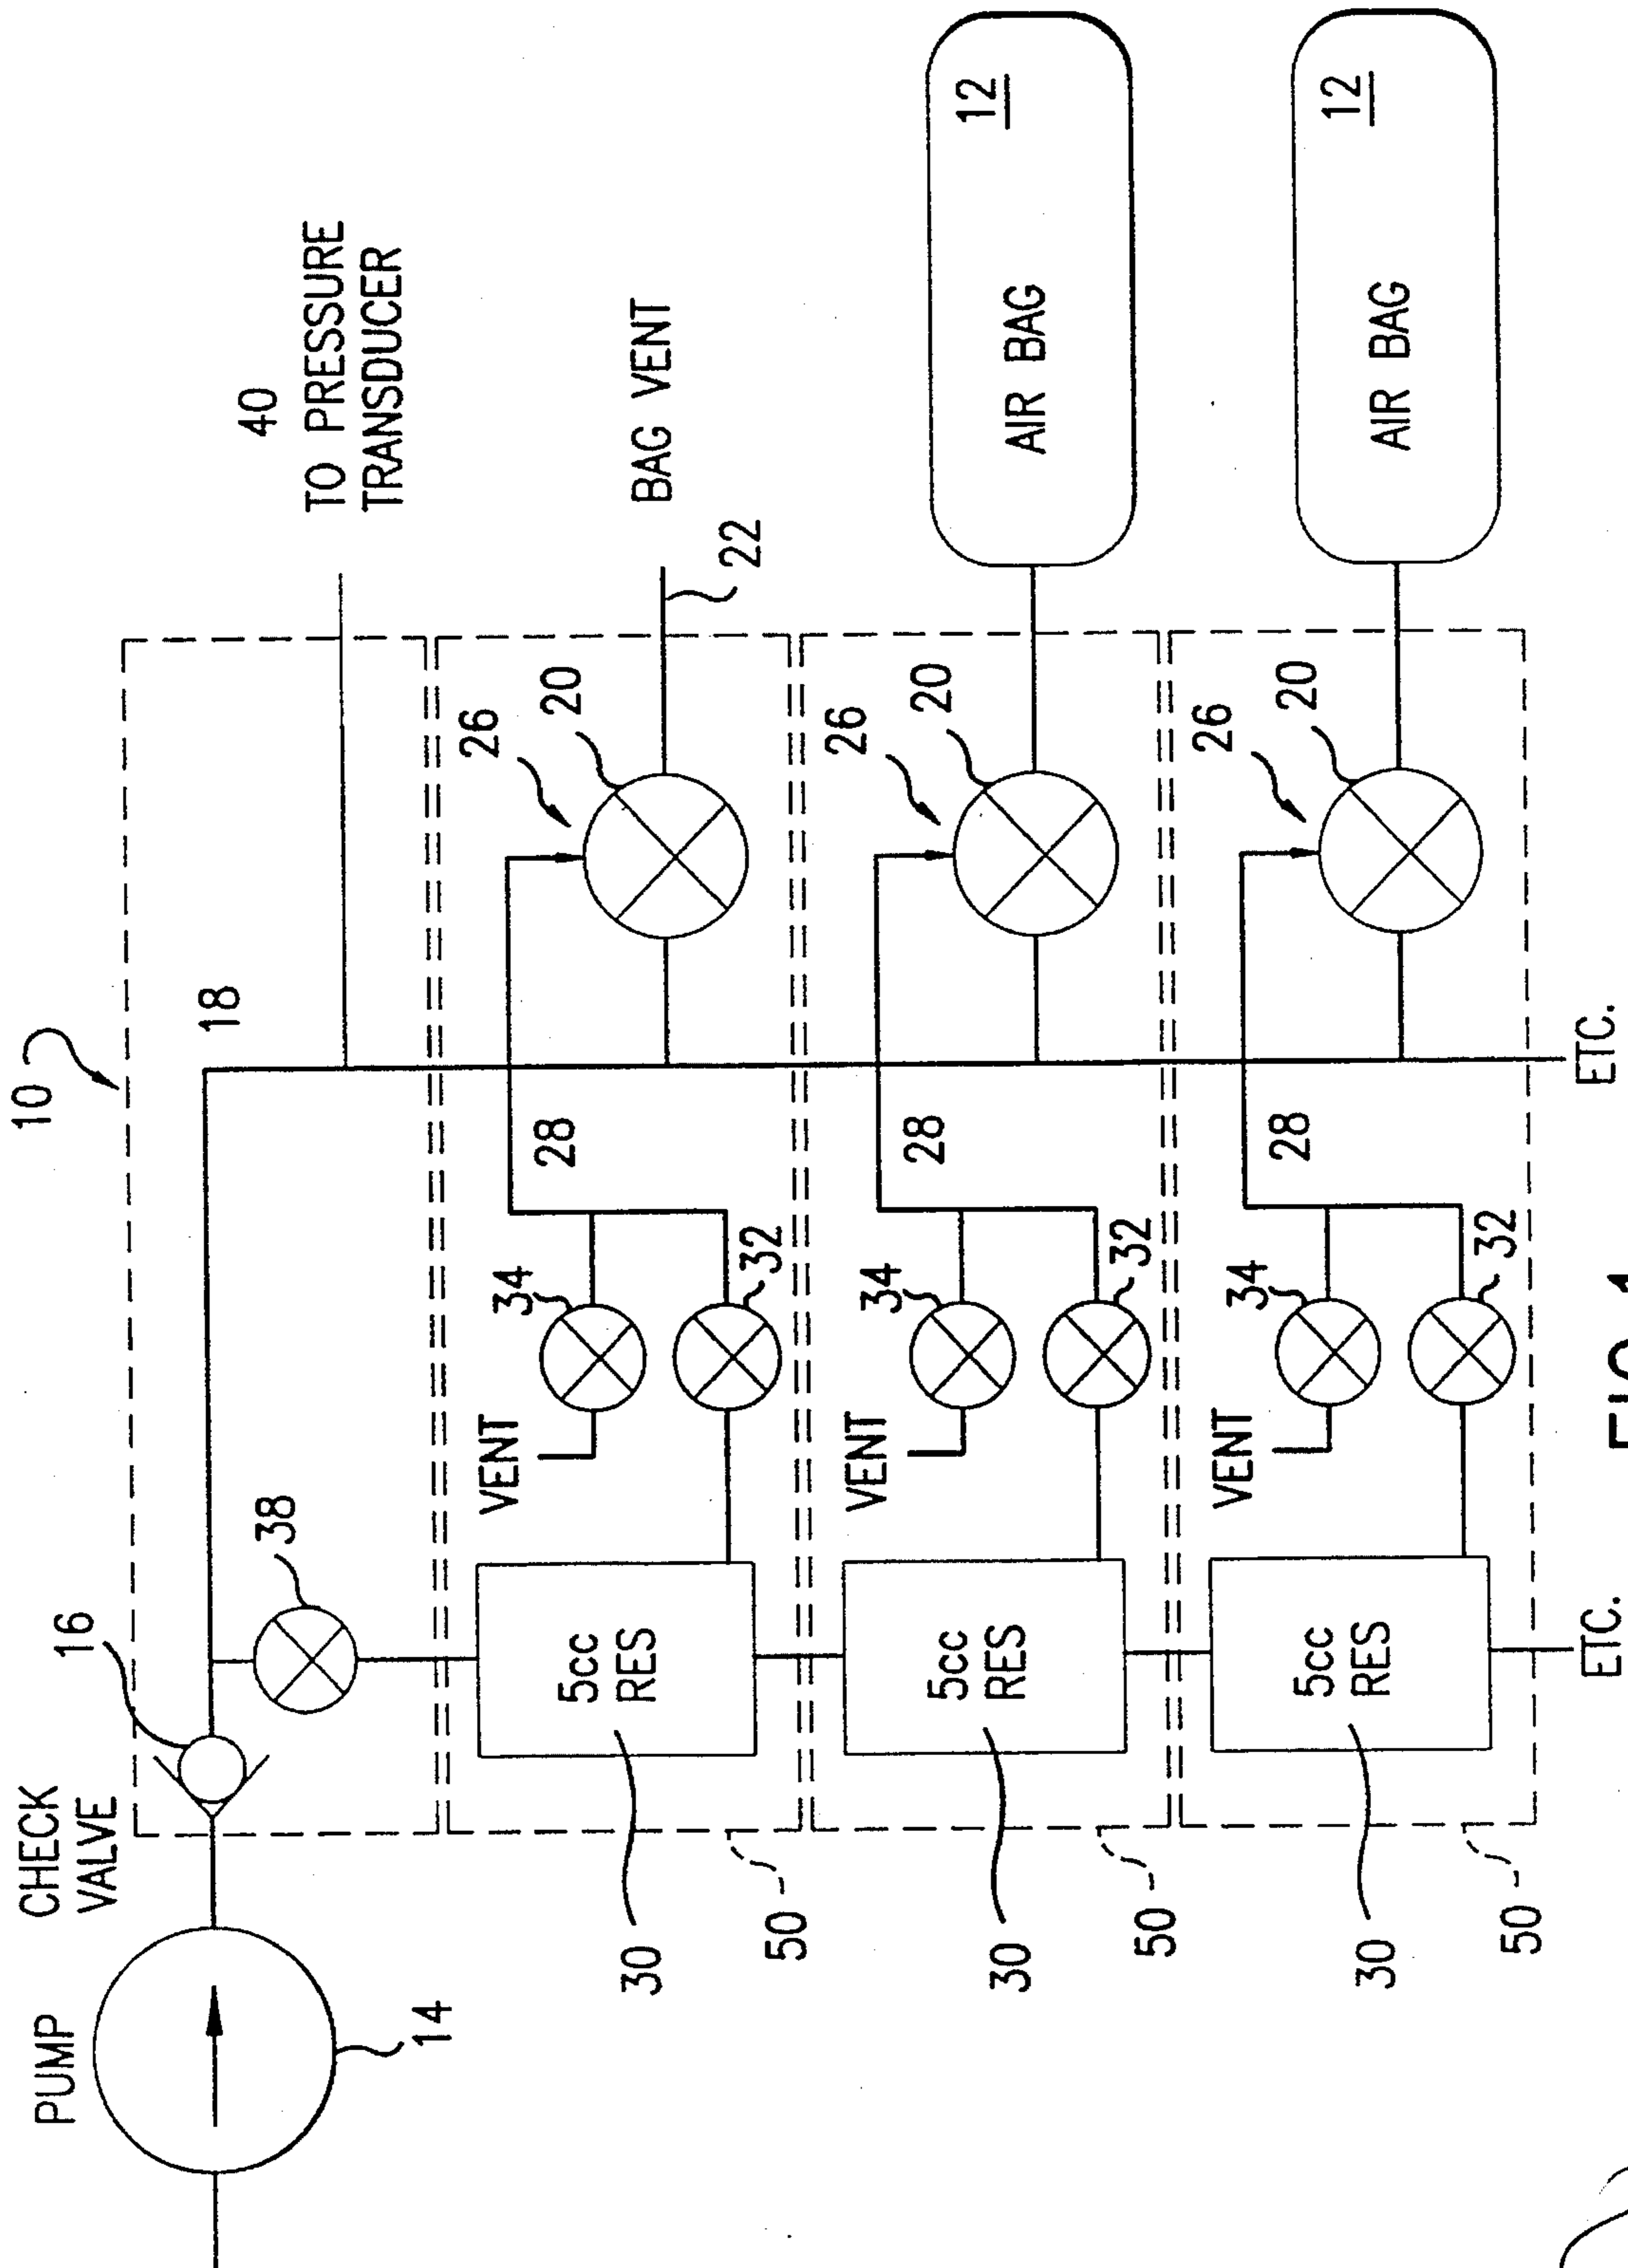 10
PUMP
CHECK
VALVE
16
18
40
TO PRESSURE
TRANSDUCER
14
38
BAG VENT
22
VENT
34
32
28
26
20
5cc
RES
30
50
VENT
34
32
28
26
20
AIR BAG
12
5cc
RES
30
50
VENT
34
32
28
26
20
AIR BAG
12
5cc
RES
30
50
ETC.
ETC.